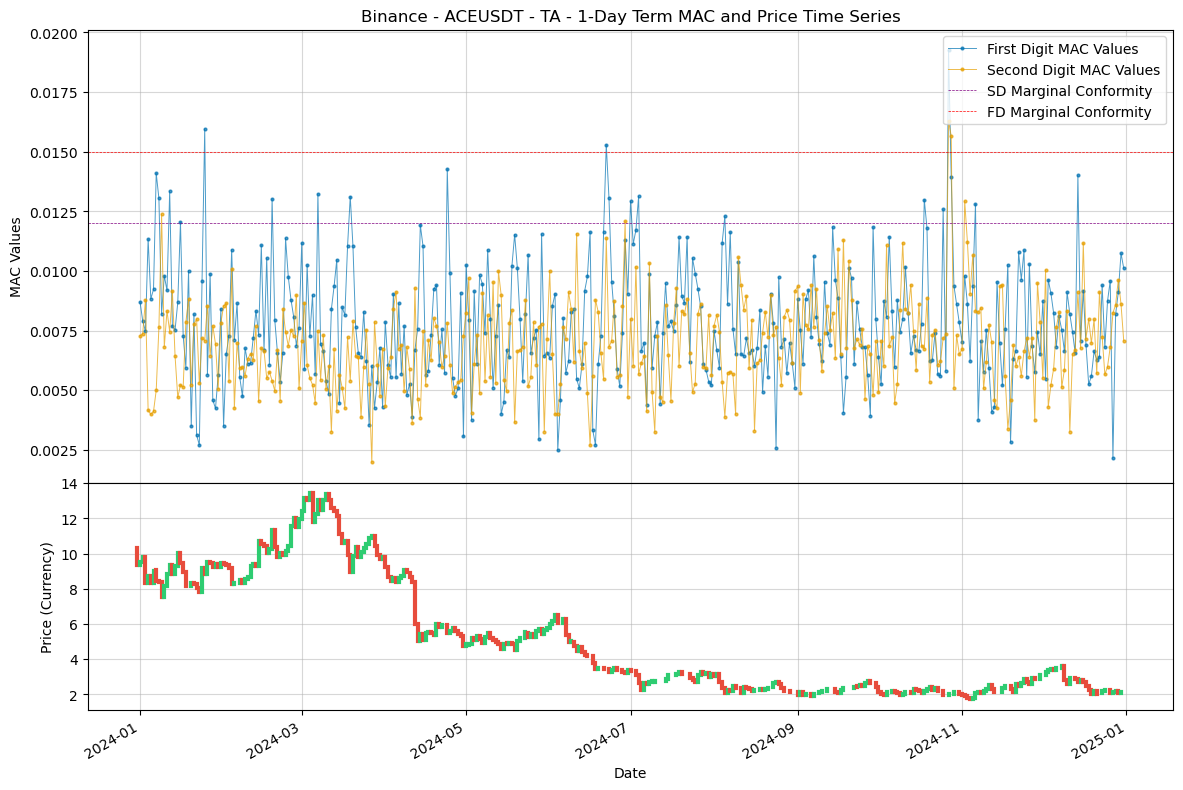 Binance - ACEUSDT - TA - 1-Day Term MAC and Price Time Series
First Digit MAC Values
Second Digit MAC Values
SD Marginal Conformity
FD Marginal Conformity
MAC Values
0.0200
0.0175
0.0150
0.0125
0.0100
0.0075
0.0050
0.0025
Price (Currency)
14
12
10
8
6
4
2
2024-01
2024-03
2024-05
2024-07
2024-09
2024-11
2025-01
Date